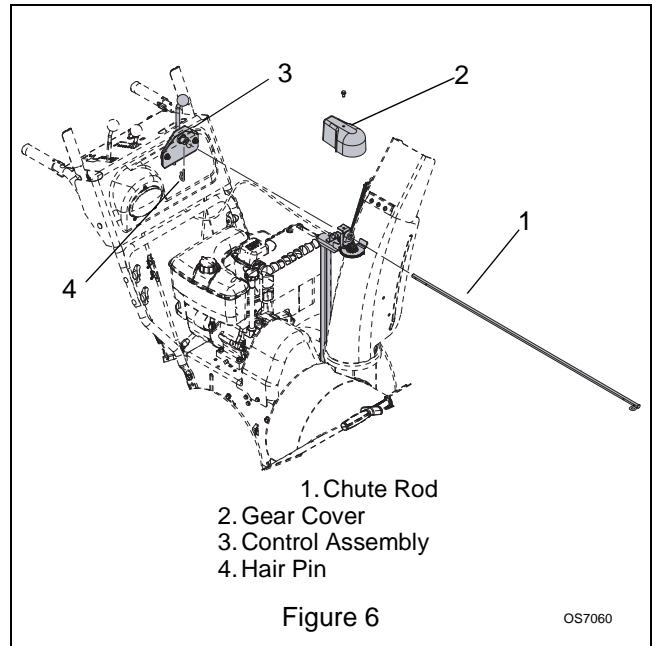 3
2
1
4
1. Chute Rod
2. Gear Cover
3. Control Assembly
4. Hair Pin
Figure 6
OS7060